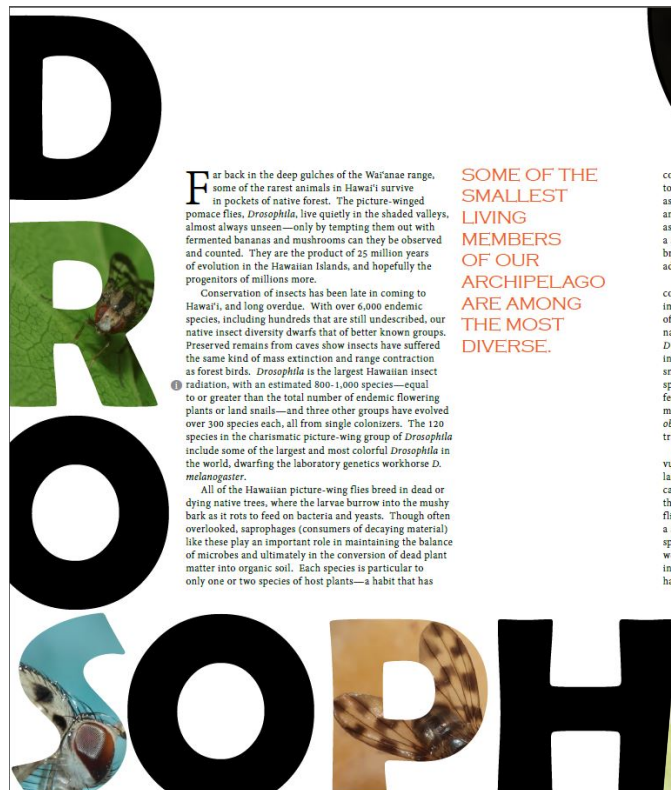 D
R
O
SOPH
Far back in the deep gulches of the Wai'anae range,
some of the rarest animals in Hawai'i survive
in pockets of native forest. The picture-winged
pomace flies, Drosophila, live quietly in the shaded valleys,
almost always unseen—only by tempting them out with
fermented bananas and mushrooms can they be observed
and counted. They are the product of 25 million years
of evolution in the Hawaiian Islands, and hopefully the
progenitors of millions more.
Conservation of insects has been late in coming to
Hawai'i, and long overdue. With over 6,000 endemic
species, including hundreds that are still undescribed, our
native insect diversity dwarfs that of better known groups.
Preserved remains from caves show insects have suffered
the same kind of mass extinction and range contraction
as forest birds. Drosophila is the largest Hawaiian insect
radiation, with an estimated 800-1,000 species—equal
to or greater than the total number of endemic flowering
plants or land snails—and three other groups have evolved
over 300 species each, all from single colonizers. The 120
species in the charismatic picture-wing group of Drosophila
include some of the largest and most colorful Drosophila in
the world, dwarfing the laboratory genetics workhorse D.
melanogaster.
All of the Hawaiian picture-wing flies breed in dead or
dying native trees, where the larvae burrow into the mushy
bark as it rots to feed on bacteria and yeasts. Though often
overlooked, saprophages (consumers of decaying material)
like these play an important role in maintaining the balance
of microbes and ultimately in the conversion of dead plant
matter into organic soil. Each species is particular to
only one or two species of host plants—a habit that has
SOME OF THE
SMALLEST
LIVING
MEMBERS
OF OUR
ARCHIPELAGO
ARE AMONG
THE MOST
DIVERSE.